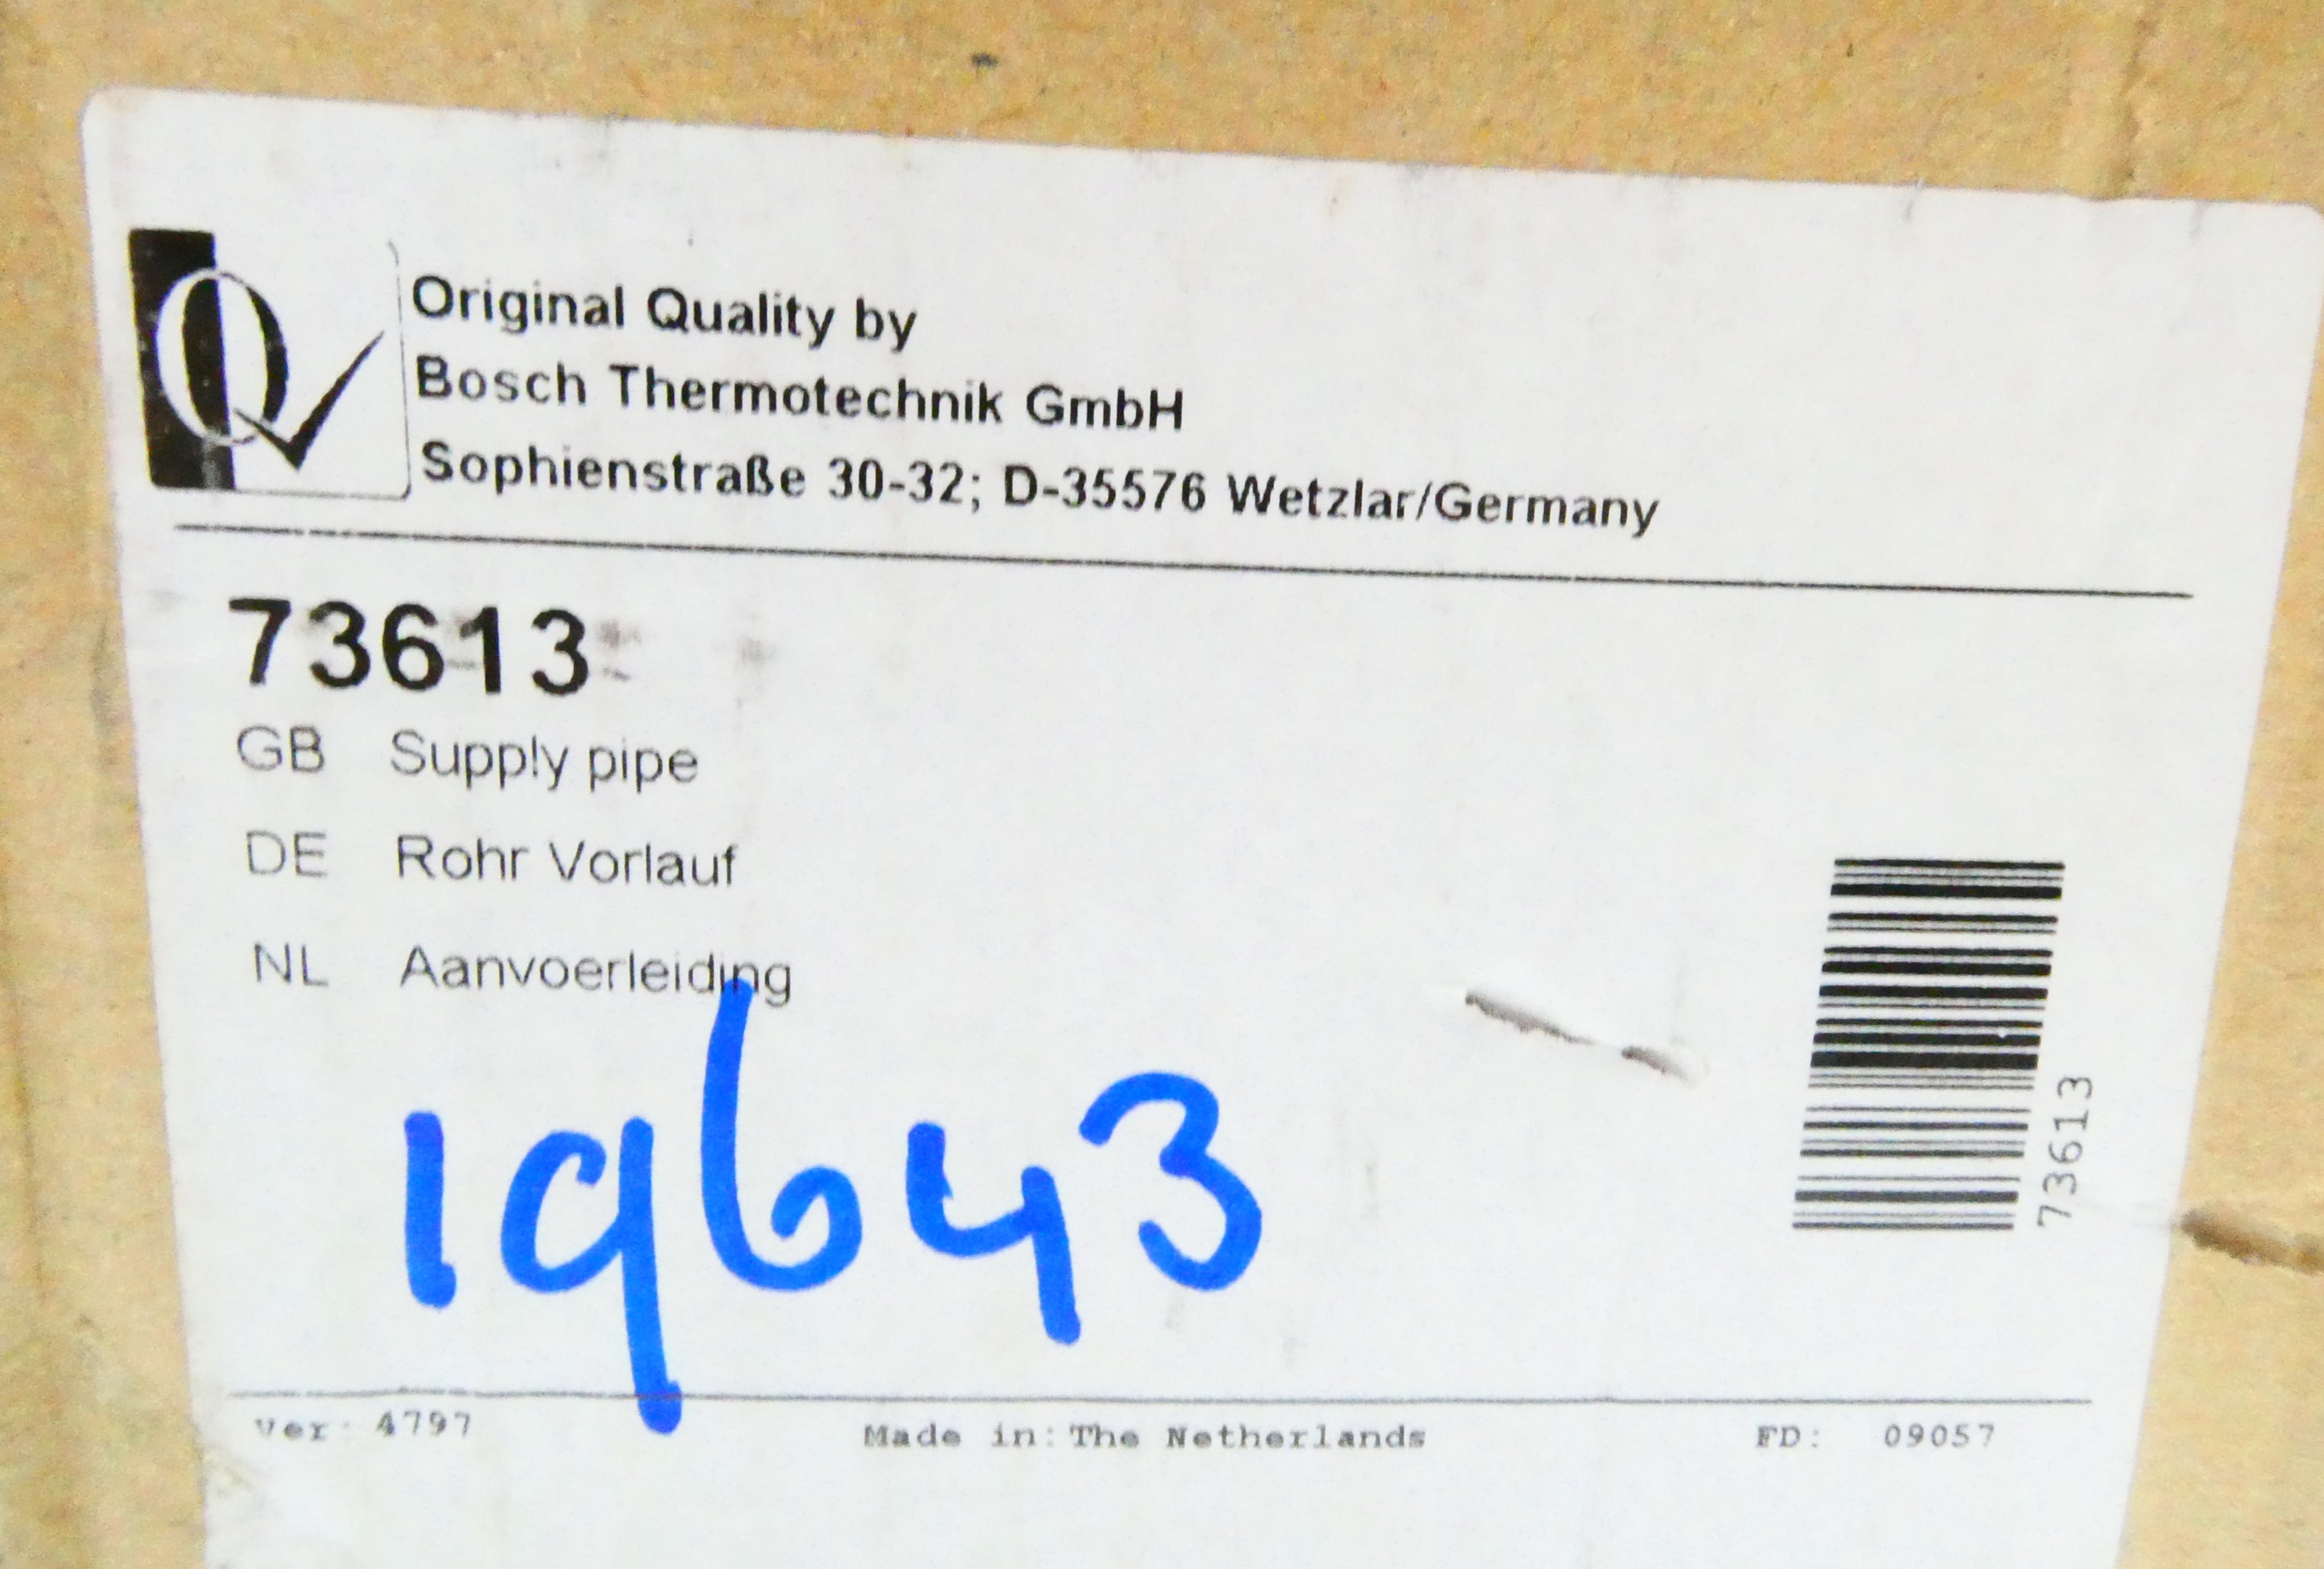 Q
Original Quality by
Bosch Thermotechnik GmbH
Sophienstraße 30-32; D-35576 Wetzlar/Germany
73613
GB Supply pipe
DE Rohr Vorlauf
NL Aanvoerleiding
19643
73613
Ver: 4797 Made in: The Netherlands FD: 09057